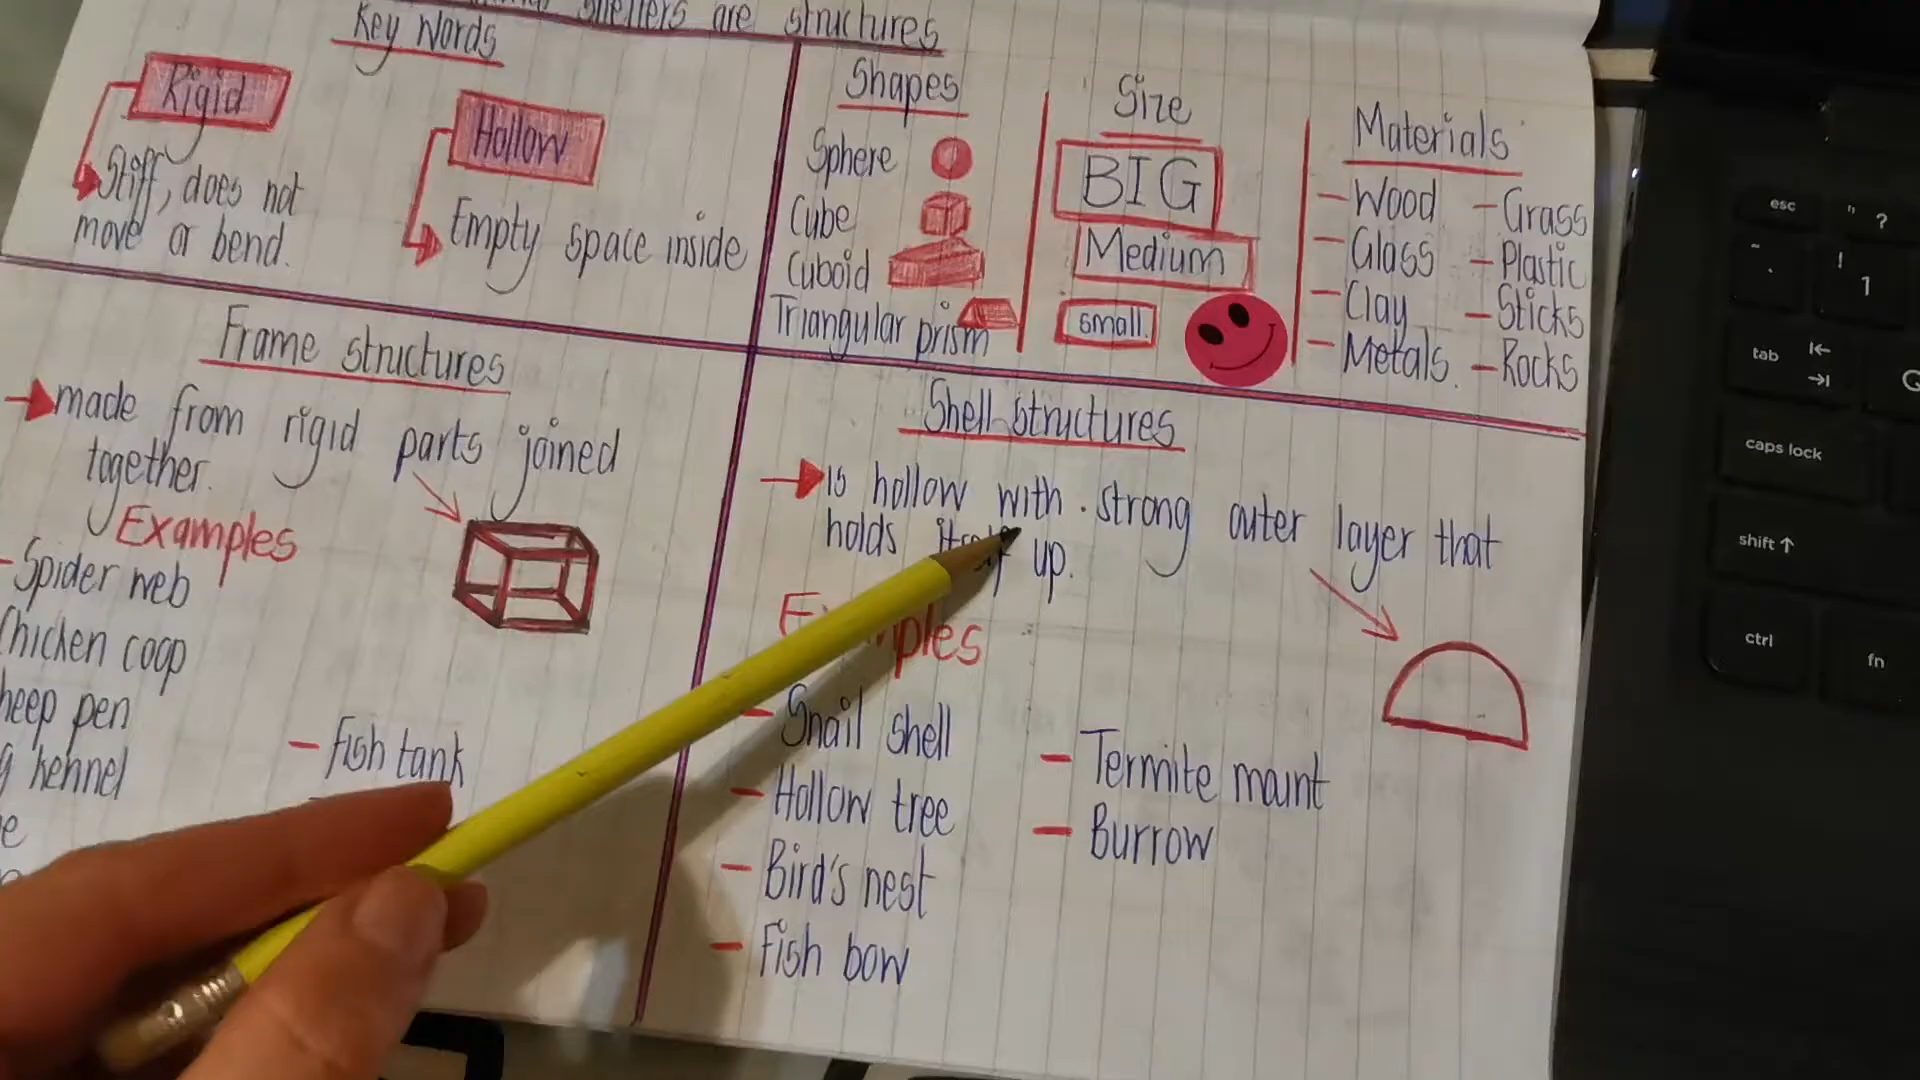 shelters are structures
Key Words
Rigid
Stiff, does not
move or bend.
Hollow
Empty space inside
Shapes
Sphere
Cube
Cuboid
Triangular prism
Size
BIG
Medium
small
Materials
- Wood
- Glass
- Clay
- Metals.
- Grass
- Plastic
- Sticks
- Rocks
Frame structures
made from rigid parts joined
together.
Examples
- Spider web
Chicken coop
pen
kennel
- Fish tank
Shell structures
is hollow with strong outer layer that
holds itself up.
Examples
- Snail shell
- Hollow tree
- Bird's nest
- Fish bow
- Termite mount
- Burrow
esc
" ?
~
! 1
tab
caps lock
shift
ctrl
fn